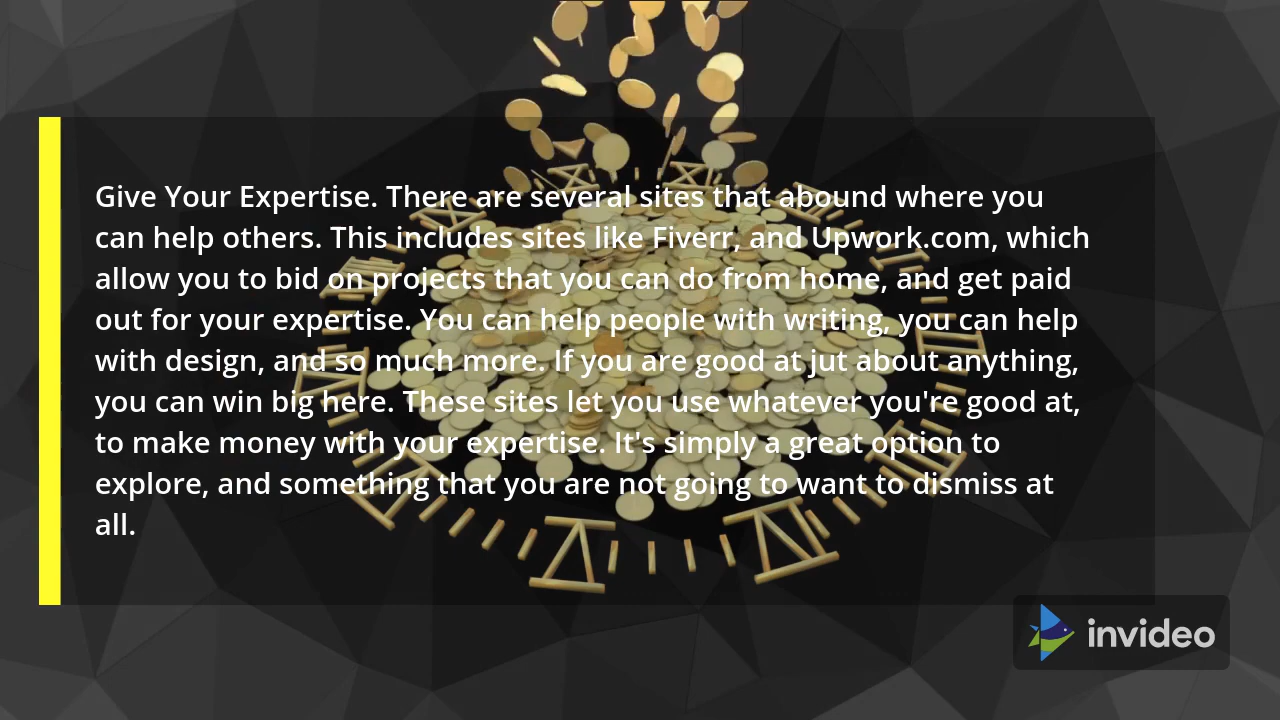 Give Your Expertise. There are several sites that abound where you
can help others. This includes sites like Fiverr, and Upwork.com, which
allow you to bid on projects that you can do from home, and get paid
out for your expertise. You can help people with writing, you can help
with design, and so much more. If you are good at jut about anything,
you can win big here. These sites let you use whatever you're good at,
to make money with your expertise. It's simply a great option to
explore, and something that you are not going to want to dismiss at
all.
invideo